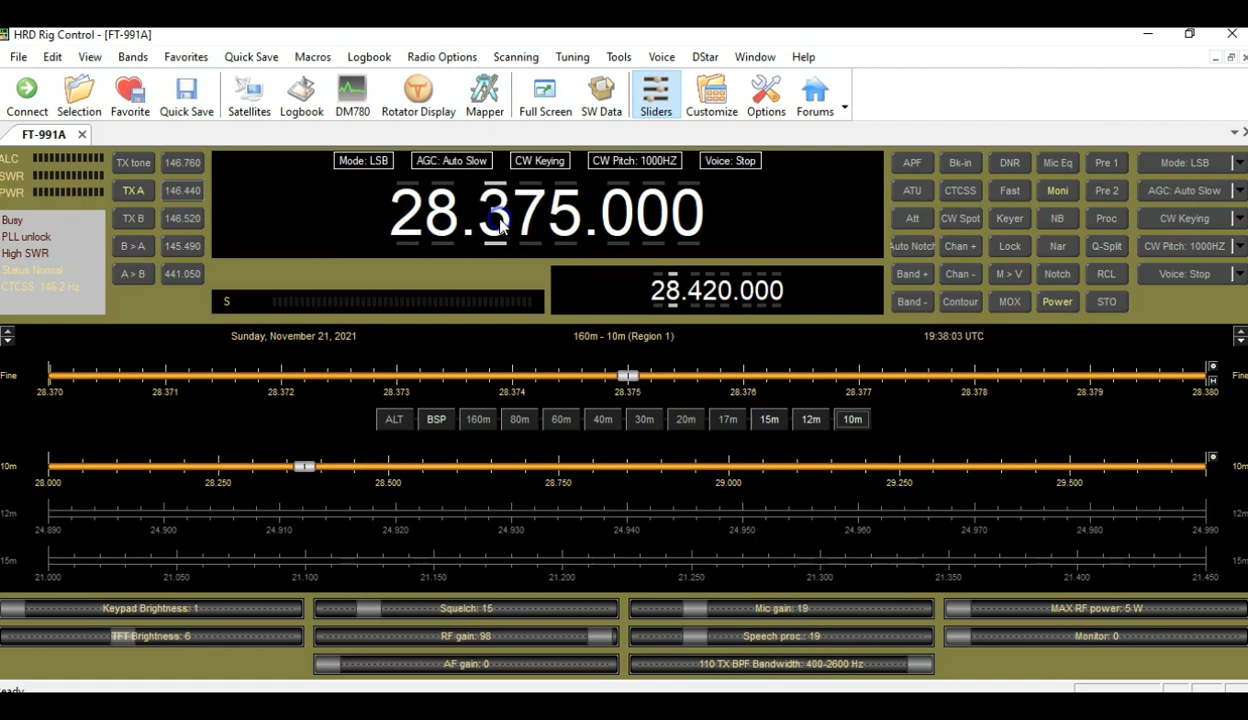 HRD Rig Control - [FT-991A]
File Edit View Bands Favorites Quick Save Macros Logbook Radio Options Scanning Tuning Tools Voice DStar Window Help
Connect Selection Favorite Quick Save Satellites Logbook DM780 Rotator Display Mapper Full Screen SW Data Sliders Customize Options Forums
FT-991A
ALC TX tone 146.760 Mode: LSB AGC: Auto Slow CW Keying CW Pitch: 1000HZ Voice: Stop APF Bk-in DNR Mic Eq Pre 1 Mode: LSB
SWR
PWR TX A 146.440 28.375.000 ATU CTCSS Fast Moni Pre 2 AGC: Auto Slow
Busy TX B 146.520 Att CW Spot Keyer NB Proc CW Keying
PLL unlock
High SWR B > A 145.490 Auto Notch Chan + Lock Nar Q-Split CW Pitch: 1000HZ
Status Normal A > B 441.050 28.420.000 Band + Chan - M > V Notch RCL Voice: Stop
CTCSS: 146.2 Hz
S Band - Contour MOX Power STO
Sunday, November 21, 2021 160m - 10m (Region 1) 19:38:03 UTC
Fine Fine
28.370 28.371 28.372 28.373 28.374 28.375 28.376 28.377 28.378 28.379 28.380
ALT BSP 160m 80m 60m 40m 30m 20m 17m 15m 12m 10m
10m 10m
28.000 28.250 28.500 28.750 29.000 29.250 29.500
12m 12m
24.890 24.900 24.910 24.920 24.930 24.940 24.950 24.960 24.970 24.980 24.990
15m 15m
21.000 21.050 21.100 21.150 21.200 21.250 21.300 21.350 21.400 21.450
Keypad Brightness: 1 Squelch: 15 Mic gain: 19 MAX RF power: 5 W
TFT Brightness: 6 RF gain: 98 Speech proc.: 19 Monitor: 0
AF gain: 0 110 TX BPF Bandwidth: 400-2600 Hz